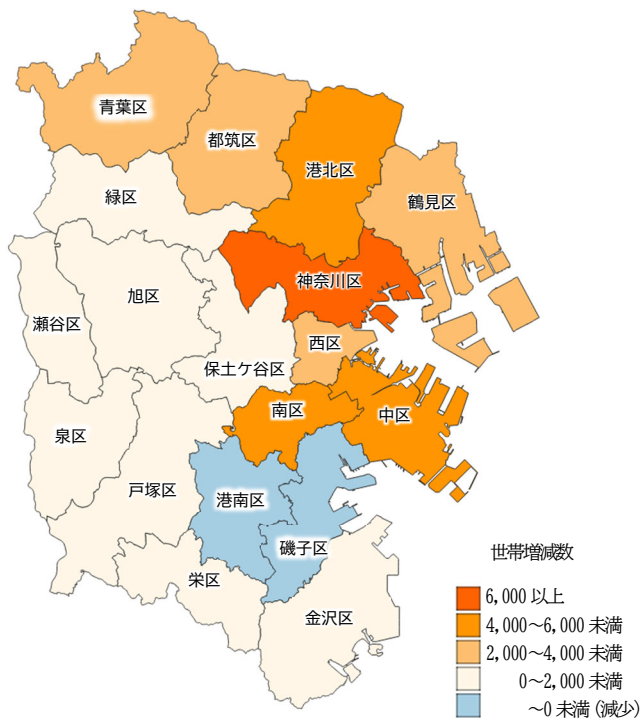 青葉区
都筑区
港北区
緑区
鶴見区
神奈川区
旭区
瀬谷区
西区
保土ケ谷区
南区
中区
泉区
戸塚区
港南区
磯子区
栄区
金沢区
世帯増減数
6,000 以上
4,000～6,000 未満
2,000～4,000 未満
0～2,000 未満
～0 未満(減少)